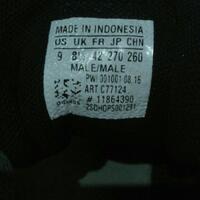 MADE IN INDONESIA
US UK FR JP CHN
9 8½ 42 270 260
MALE/MALE
PWI 001001 08.16
ART C77124
# 11864390